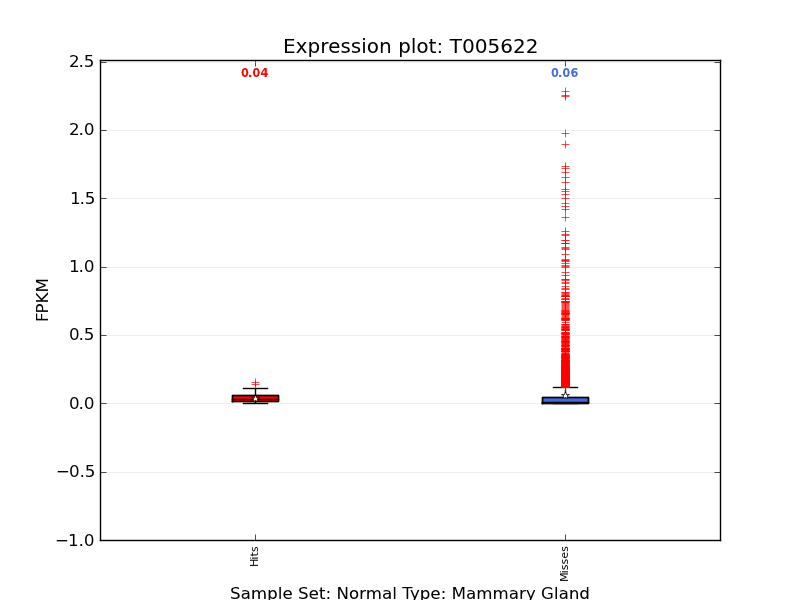 Expression plot: T005622
0.04
0.06
2.5
2.0
1.5
1.0
0.5
0.0
−0.5
−1.0
FPKM
Hits
Misses
Sample Set: Normal Type: Mammary Gland